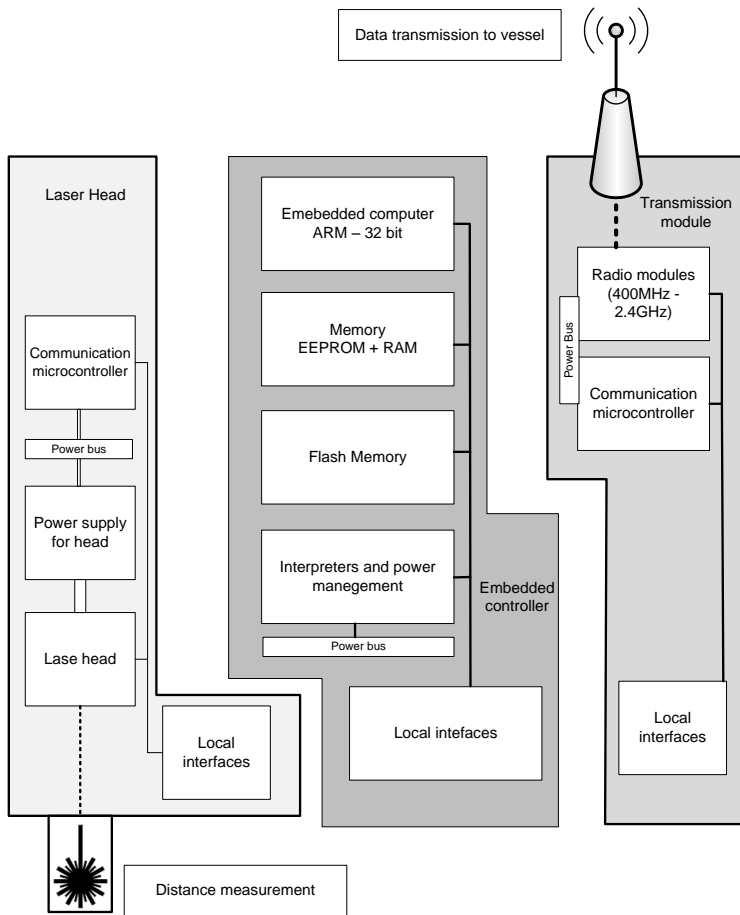 Data transmission to vessel
Laser Head
Communication
microcontroller
Power bus
Power supply
for head
Lase head
Local
interfaces
Distance measurement
Emebedded computer
ARM – 32 bit
Memory
EEPROM + RAM
Flash Memory
Interpreters and power
manegement
Power bus
Embedded
controller
Local intefaces
Transmission
module
Radio modules
(400MHz -
2.4GHz)
Power Bus
Communication
microcontroller
Local
interfaces